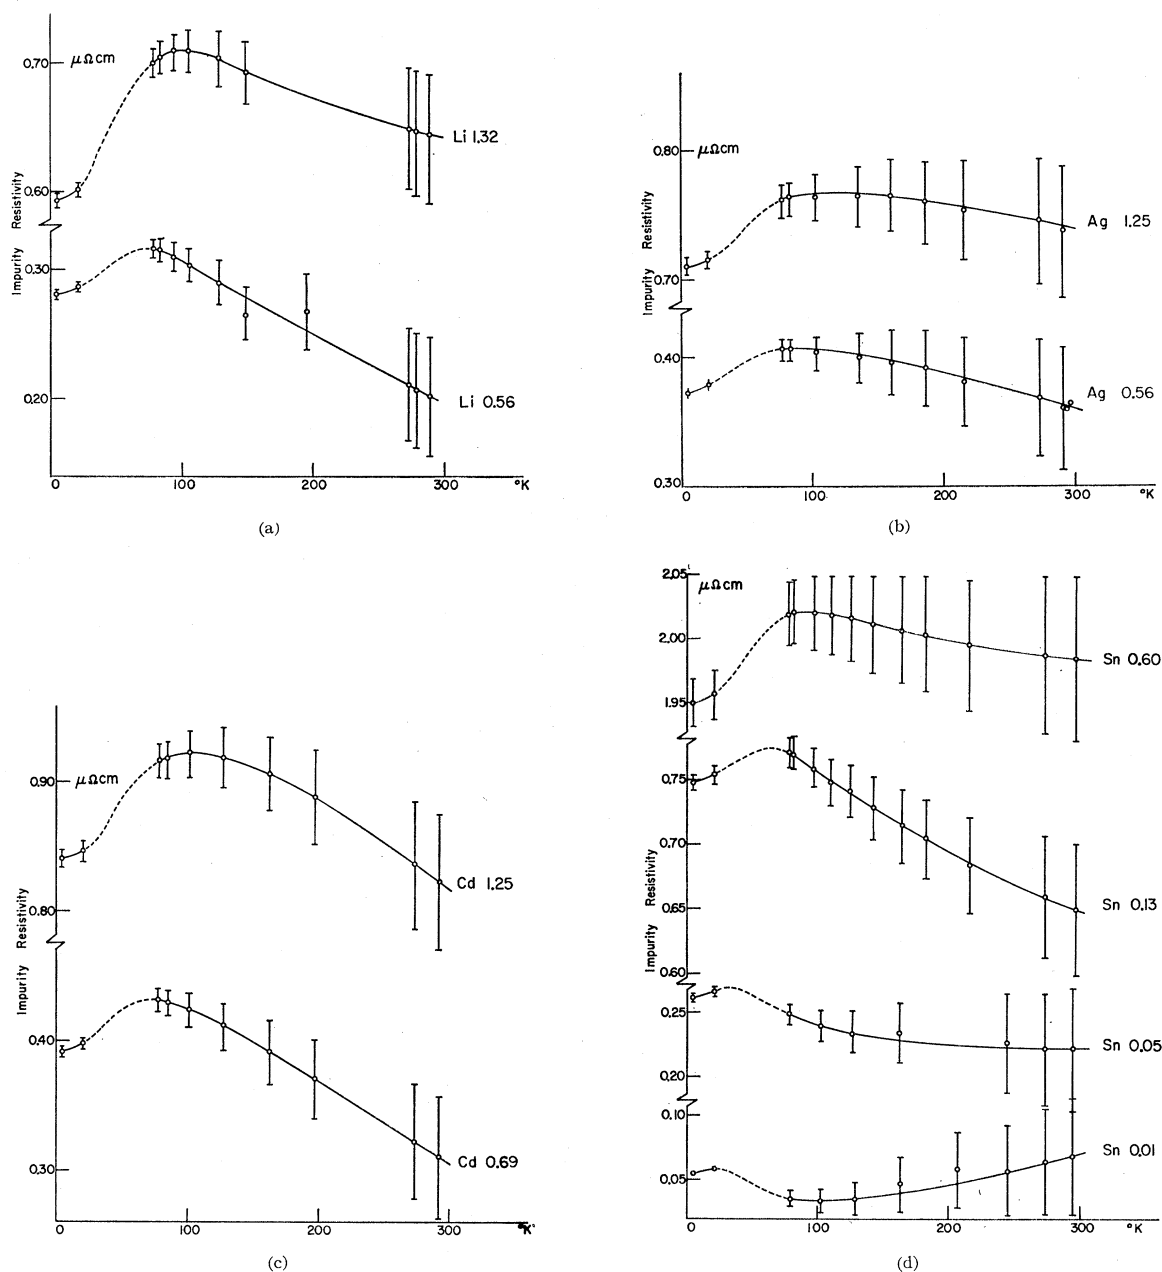 μΩcm
0.70
Li 1.32
0.60
Impurity Resistivity
0.30
0.20
Li 0.56
0 100 200 300 °K
(a)
0.80
μΩcm
Ag 1.25
0.70
Impurity Resistivity
0.40
Ag 0.56
0.30
0 100 200 300 °K
(b)
0.90
μΩcm
Cd 1.25
0.80
Impurity Resistivity
0.40
Cd 0.69
0.30
0 100 200 300 °K
(c)
2.05
μΩcm
2.00
Sn 0.60
1.95
0.75
0.70
Sn 0.13
0.65
Impurity Resistivity
0.60
0.25
Sn 0.05
0.20
0.10
Sn 0.01
0.05
0 100 200 300 °K
(d)